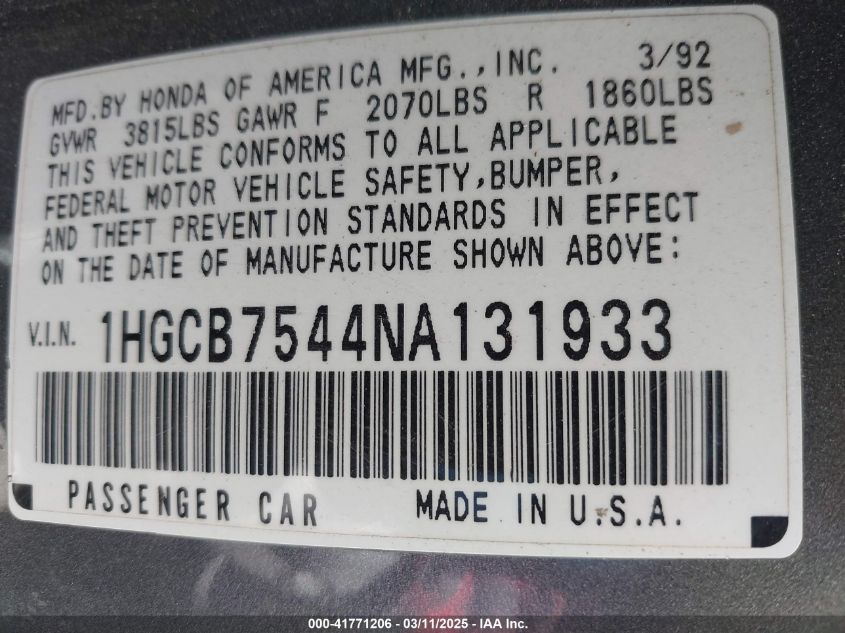 MFD.BY HONDA OF AMERICA MFG.,INC. 3/92
GVWR 3815LBS GAWR F 2070LBS R 1860LBS
THIS VEHICLE CONFORMS TO ALL APPLICABLE
FEDERAL MOTOR VEHICLE SAFETY,BUMPER,
AND THEFT PREVENTION STANDARDS IN EFFECT
ON THE DATE OF MANUFACTURE SHOWN ABOVE:
V.I.N. 1HGCB7544NA131933
PASSENGER CAR MADE IN U.S.A.
000-41771206 - 03/11/2025 - IAA Inc.